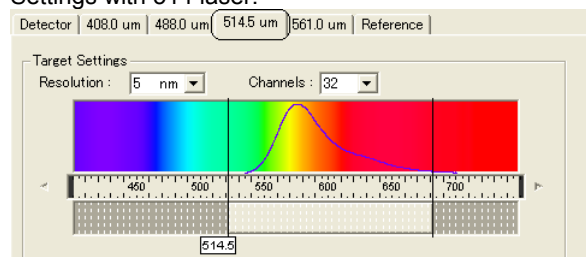 Settings with 514 laser.
Detector 408.0 um 488.0 um 514.5 um 561.0 um Reference
Target Settings
Resolution : 5 nm Channels : 32
450 500 550 600 650 700
514.5